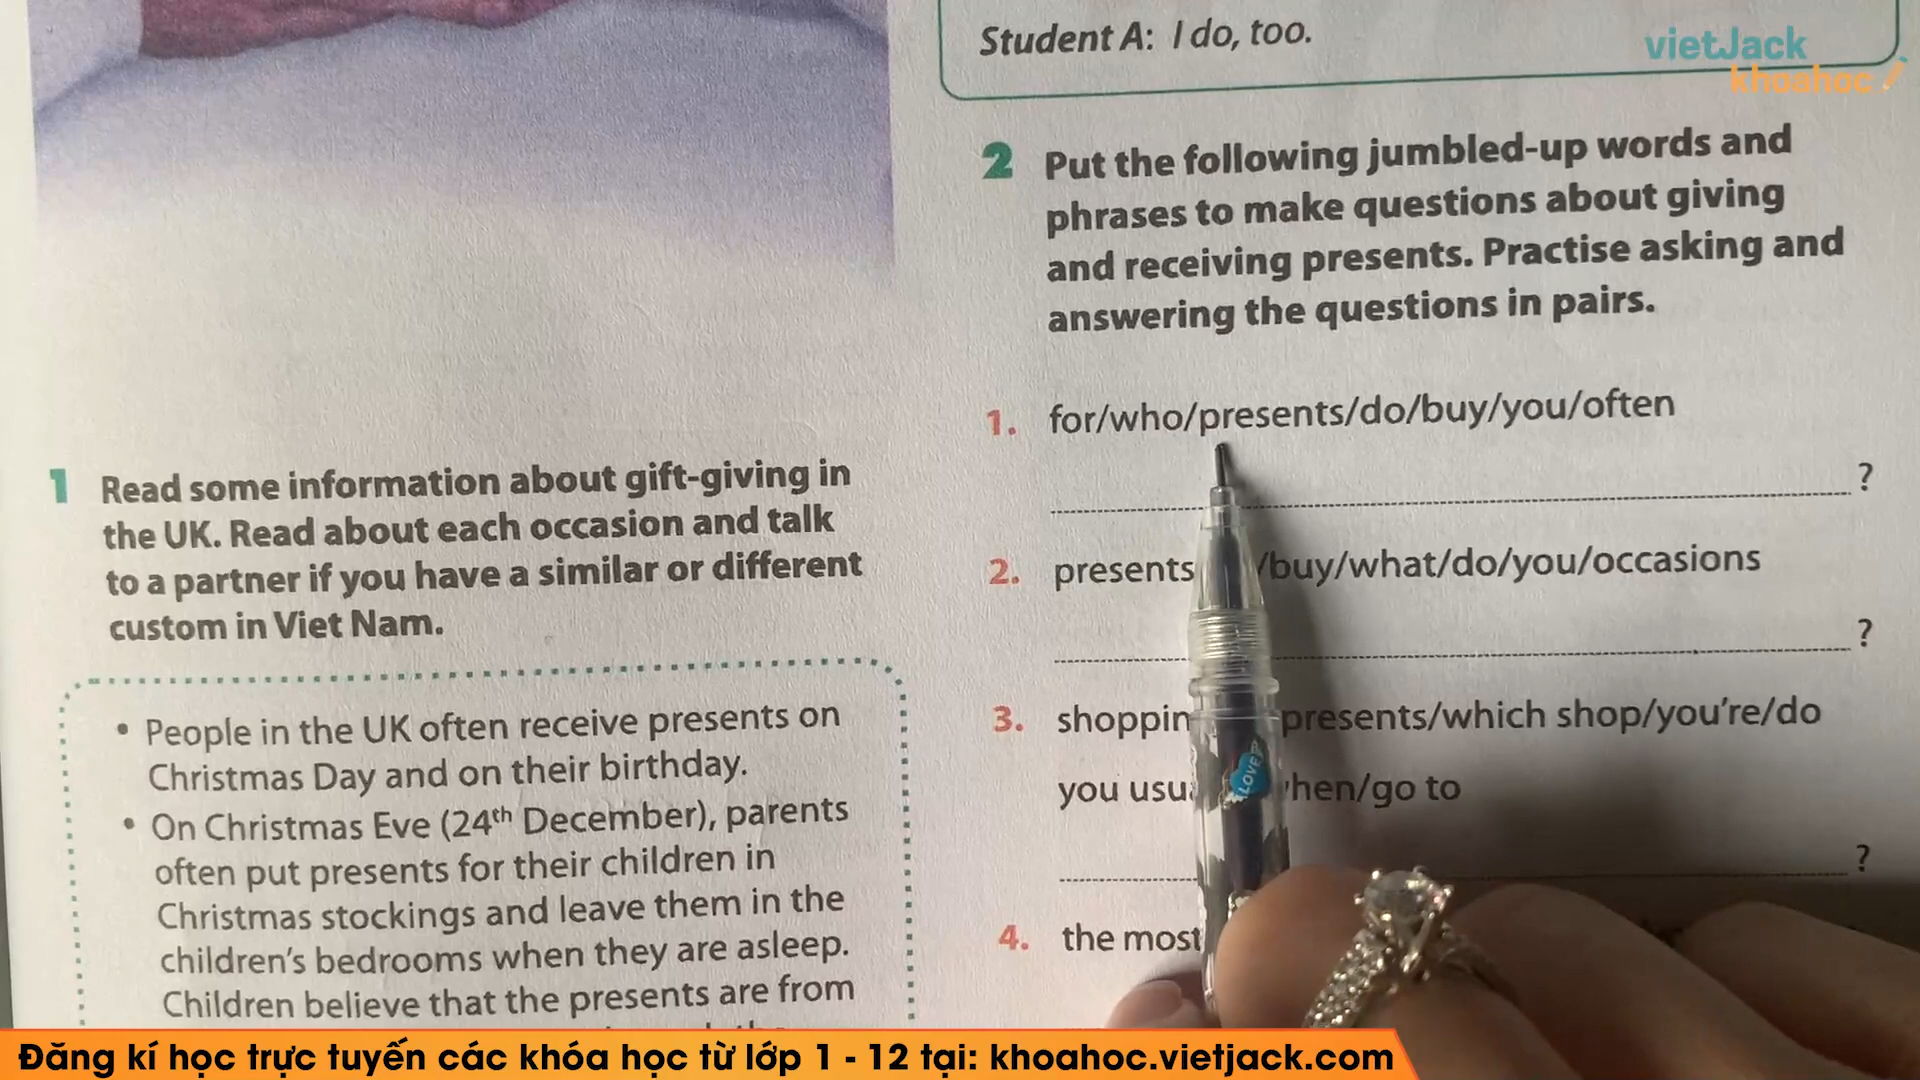 Student A: I do, too.
vietJack
khoahoc
2 Put the following jumbled-up words and
phrases to make questions about giving
and receiving presents. Practise asking and
answering the questions in pairs.
1. for/who/presents/do/buy/you/often
?
2. presents /buy/what/do/you/occasions
?
3. presents/which shop/you're/do
you go to
?
4. the most
1 Read some information about gift-giving in
the UK. Read about each occasion and talk
to a partner if you have a similar or different
custom in Viet Nam.
• People in the UK often receive presents on
Christmas Day and on their birthday.
• On Christmas Eve (24th December), parents
often put presents for their children in
Christmas stockings and leave them in the
children's bedrooms when they are asleep.
Children believe that the presents are from
LOVE
Đăng kí học trực tuyến các khóa học từ lớp 1 - 12 tại: khoahoc.vietjack.com